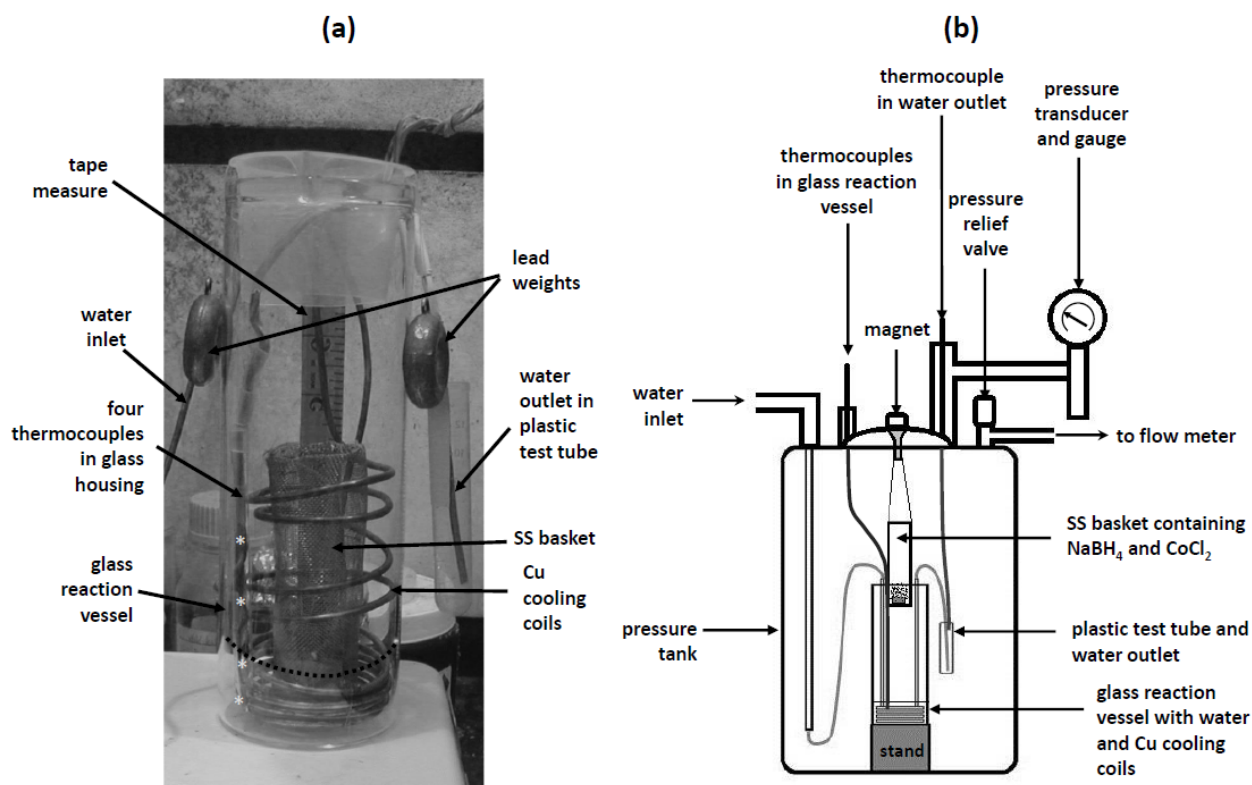 (a)
tape
measure
water
inlet
four
thermocouples
in glass
housing
glass
reaction
vessel
lead
weights
water
outlet in
plastic
test tube
SS basket
Cu
cooling
coils
*
*
*
*
(b)
thermocouple
in water outlet
pressure
transducer
and gauge
thermocouples
in glass reaction
vessel
pressure
relief
valve
magnet
water
inlet
to flow meter
SS basket containing
NaBH₄ and CoCl₂
pressure
tank
plastic test tube and
water outlet
glass reaction
vessel with water
and Cu cooling
coils
stand